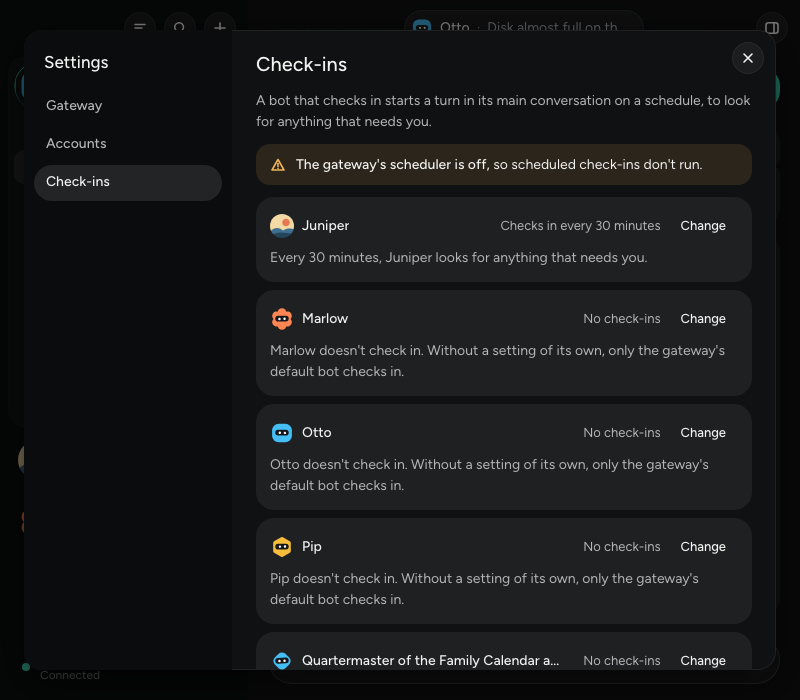 Otto · Disk almost full on th
Settings
Gateway
Accounts
Check-ins
Check-ins
A bot that checks in starts a turn in its main conversation on a schedule, to look
for anything that needs you.
The gateway's scheduler is off, so scheduled check-ins don't run.
Juniper
Checks in every 30 minutes
Change
Every 30 minutes, Juniper looks for anything that needs you.
Marlow
No check-ins
Change
Marlow doesn't check in. Without a setting of its own, only the gateway's
default bot checks in.
Otto
No check-ins
Change
Otto doesn't check in. Without a setting of its own, only the gateway's
default bot checks in.
Pip
No check-ins
Change
Pip doesn't check in. Without a setting of its own, only the gateway's
default bot checks in.
Quartermaster of the Family Calendar a...
No check-ins
Change
Connected